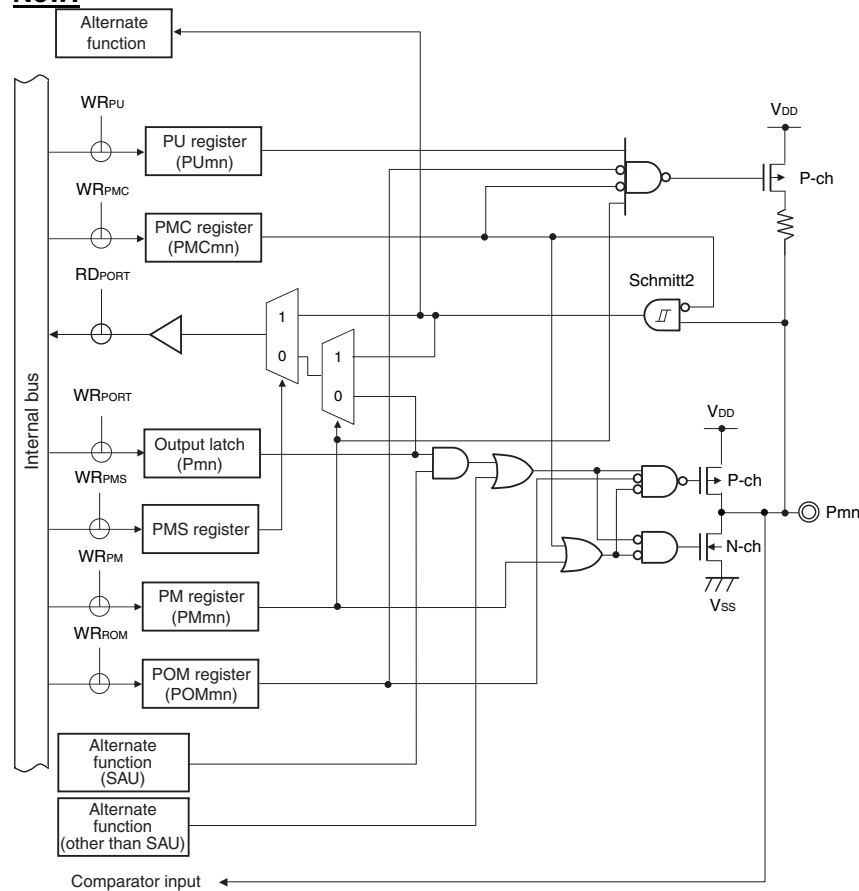 Alternate
function
WRPU
PU register
(PUmn)
VDD
P-ch
WRPMC
PMC register
(PMCmn)
RDPORT
Schmitt2
1
0
1
0
Internal bus
WRPORT
Output latch
(Pmn)
VDD
P-ch
Pmn
WRPMS
PMS register
N-ch
VSS
WRPM
PM register
(PMmn)
WRROM
POM register
(POMmn)
Alternate
function
(SAU)
Alternate
function
(other than SAU)
Comparator input